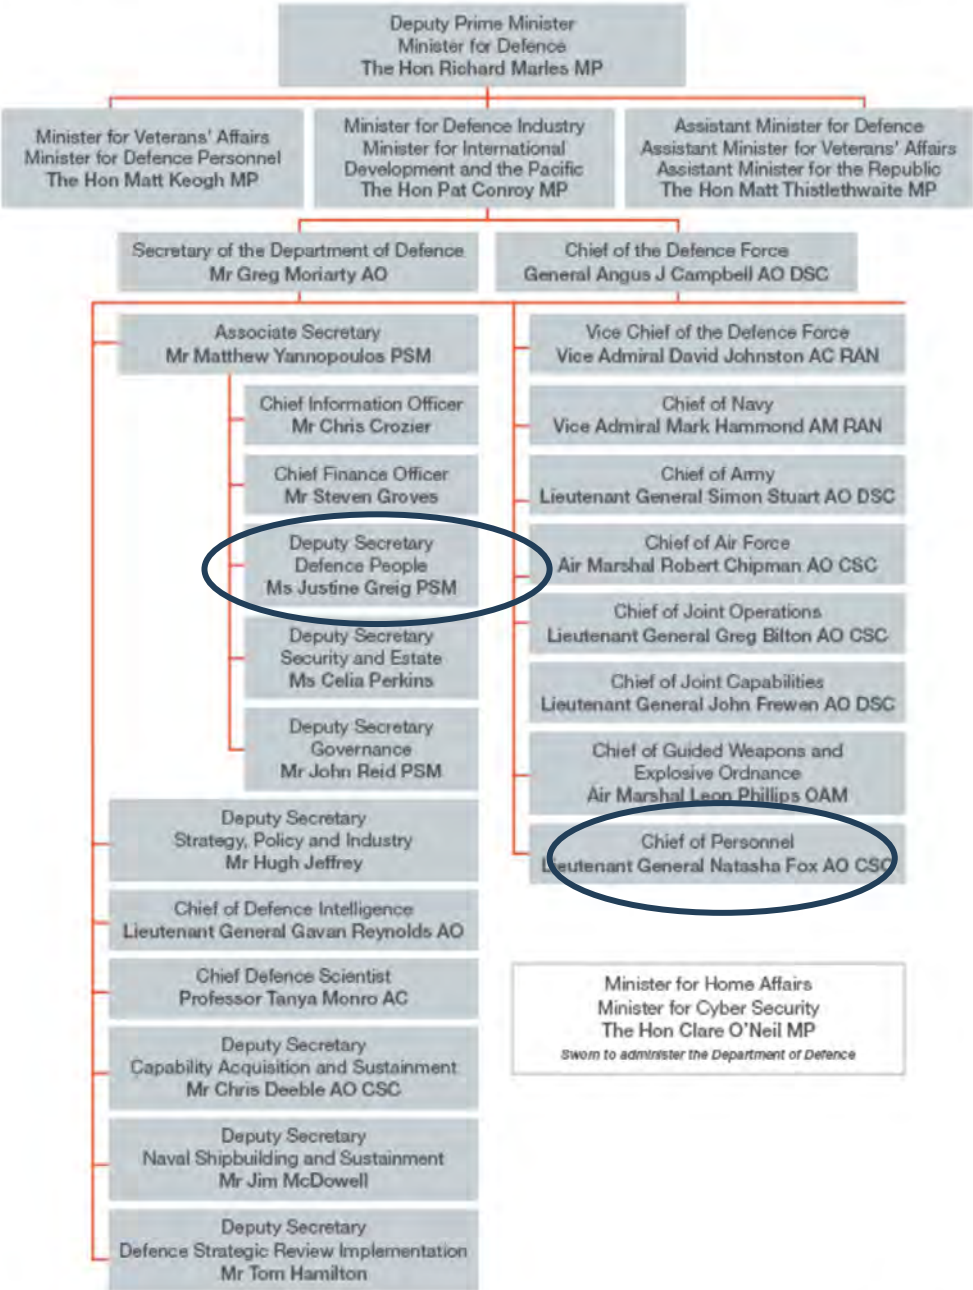 Deputy Prime Minister
Minister for Defence
The Hon Richard Marles MP
Minister for Veterans' Affairs
Minister for Defence Personnel
The Hon Matt Keogh MP
Minister for Defence Industry
Minister for International
Development and the Pacific
The Hon Pat Conroy MP
Assistant Minister for Defence
Assistant Minister for Veterans' Affairs
Assistant Minister for the Republic
The Hon Matt Thistlethwaite MP
Secretary of the Department of Defence
Mr Greg Moriarty AO
Chief of the Defence Force
General Angus J Campbell AO DSC
Associate Secretary
Mr Matthew Yannopoulos PSM
Chief Information Officer
Mr Chris Crozier
Chief Finance Officer
Mr Steven Groves
Deputy Secretary
Defence People
Ms Justine Greig PSM
Deputy Secretary
Security and Estate
Ms Celia Perkins
Deputy Secretary
Governance
Mr John Reid PSM
Deputy Secretary
Strategy, Policy and Industry
Mr Hugh Jeffrey
Chief of Defence Intelligence
Lieutenant General Gavan Reynolds AO
Chief Defence Scientist
Professor Tanya Monro AC
Deputy Secretary
Capability Acquisition and Sustainment
Mr Chris Deeble AO CSC
Deputy Secretary
Naval Shipbuilding and Sustainment
Mr Jim McDowell
Deputy Secretary
Defence Strategic Review Implementation
Mr Tom Hamilton
Vice Chief of the Defence Force
Vice Admiral David Johnston AC RAN
Chief of Navy
Vice Admiral Mark Hammond AM RAN
Chief of Army
Lieutenant General Simon Stuart AO DSC
Chief of Air Force
Air Marshal Robert Chipman AO CSC
Chief of Joint Operations
Lieutenant General Greg Bilton AO CSC
Chief of Joint Capabilities
Lieutenant General John Frewen AO DSC
Chief of Guided Weapons and
Explosive Ordnance
Air Marshal Leon Phillips OAM
Chief of Personnel
Lieutenant General Natasha Fox AO CSC
Minister for Home Affairs
Minister for Cyber Security
The Hon Clare O'Neil MP
Sworn to administer the Department of Defence